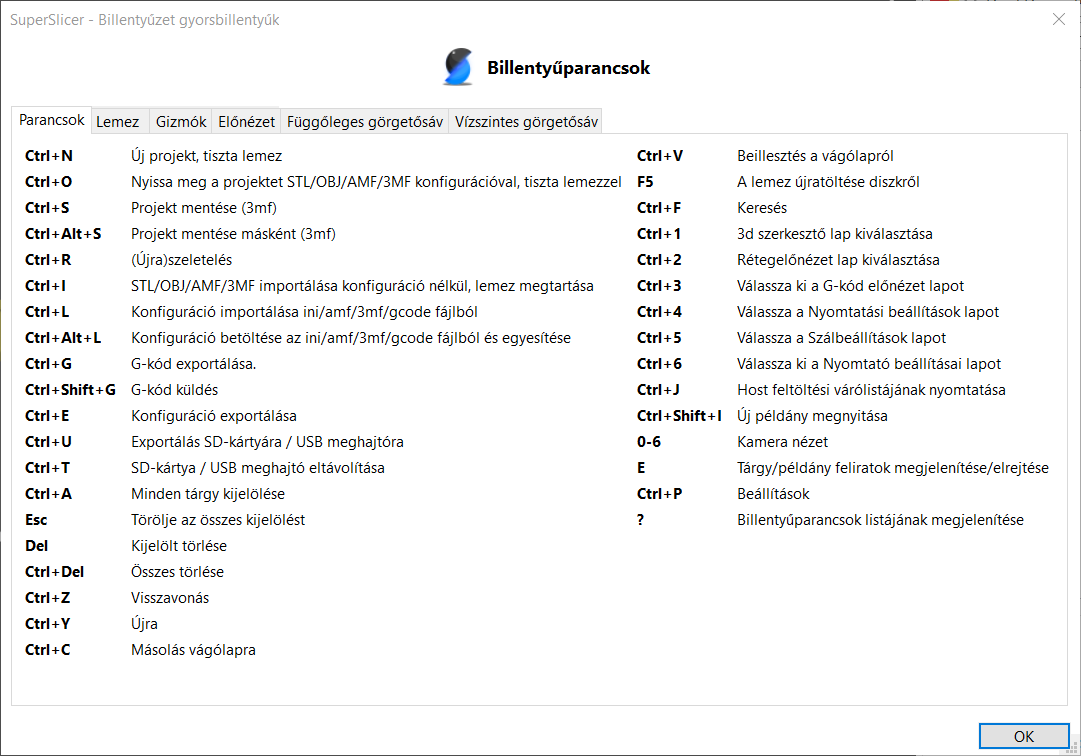 SuperSlicer - Billentyűzet gyorsbillentyűk
Billentyűparancsok
Parancsok Lemez Gizmók Előnézet Függőleges görgetősáv Vízszintes görgetősáv
Ctrl+N Új projekt, tiszta lemez
Ctrl+O Nyissa meg a projektet STL/OBJ/AMF/3MF konfigurációval, tiszta lemezzel
Ctrl+S Projekt mentése (3mf)
Ctrl+Alt+S Projekt mentése másként (3mf)
Ctrl+R (Újra)szeletelés
Ctrl+I STL/OBJ/AMF/3MF importálása konfiguráció nélkül, lemez megtartása
Ctrl+L Konfiguráció importálása ini/amf/3mf/gcode fájlból
Ctrl+Alt+L Konfiguráció betöltése az ini/amf/3mf/gcode fájlból és egyesítése
Ctrl+G G-kód exportálása.
Ctrl+Shift+G G-kód küldés
Ctrl+E Konfiguráció exportálása
Ctrl+U Exportálás SD-kártyára / USB meghajtóra
Ctrl+T SD-kártya / USB meghajtó eltávolítása
Ctrl+A Minden tárgy kijelölése
Esc Törölje az összes kijelölést
Del Kijelölt törlése
Ctrl+Del Összes törlése
Ctrl+Z Visszavonás
Ctrl+Y Újra
Ctrl+C Másolás vágólapra
Ctrl+V Beillesztés a vágólapról
F5 A lemez újratöltése diszkről
Ctrl+F Keresés
Ctrl+1 3d szerkesztő lap kiválasztása
Ctrl+2 Rétegelőnézet lap kiválasztása
Ctrl+3 Válassza ki a G-kód előnézet lapot
Ctrl+4 Válassza a Nyomtatási beállítások lapot
Ctrl+5 Válassza a Szálbeállítások lapot
Ctrl+6 Válassza ki a Nyomtató beállításai lapot
Ctrl+J Host feltöltési várólistájának nyomtatása
Ctrl+Shift+I Új példány megnyitása
0-6 Kamera nézet
E Tárgy/példány feliratok megjelenítése/elrejtése
Ctrl+P Beállítások
? Billentyűparancsok listájának megjelenítése
OK